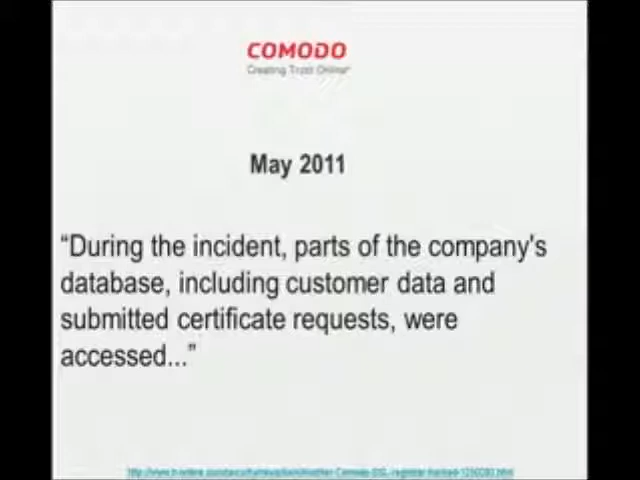 COMODO
Creating Trust Online®
May 2011
“During the incident, parts of the company's
database, including customer data and
submitted certificate requests, were
accessed...”